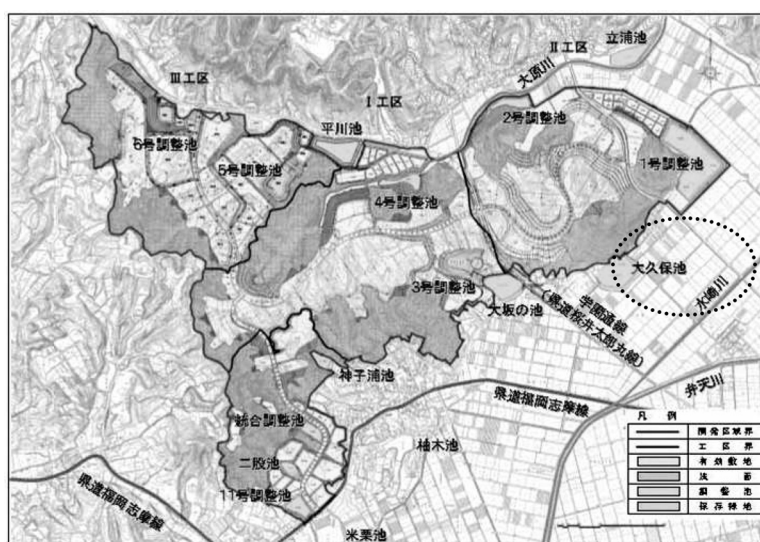 立浦池
Ⅱ工区
大原川
Ⅲ工区
Ⅰ工区
平川池
2号調整池
1号調整池
6号調整池
5号調整池
4号調整池
大久保池
3号調整池
水崎川
大坂の池
学園通線
(県道桜井太郎丸線)
神子浦池
県道福岡志摩線
弁天川
統合調整池
柚木池
二股池
11号調整池
県道福岡志摩線
米栗池
凡例
開発区域界
工区界
有効敷地
法面
調整池
保存緑地